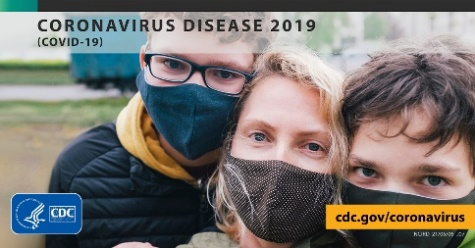 CORONAVIRUS DISEASE 2019
(COVID-19)
CDC
cdc.gov/coronavirus